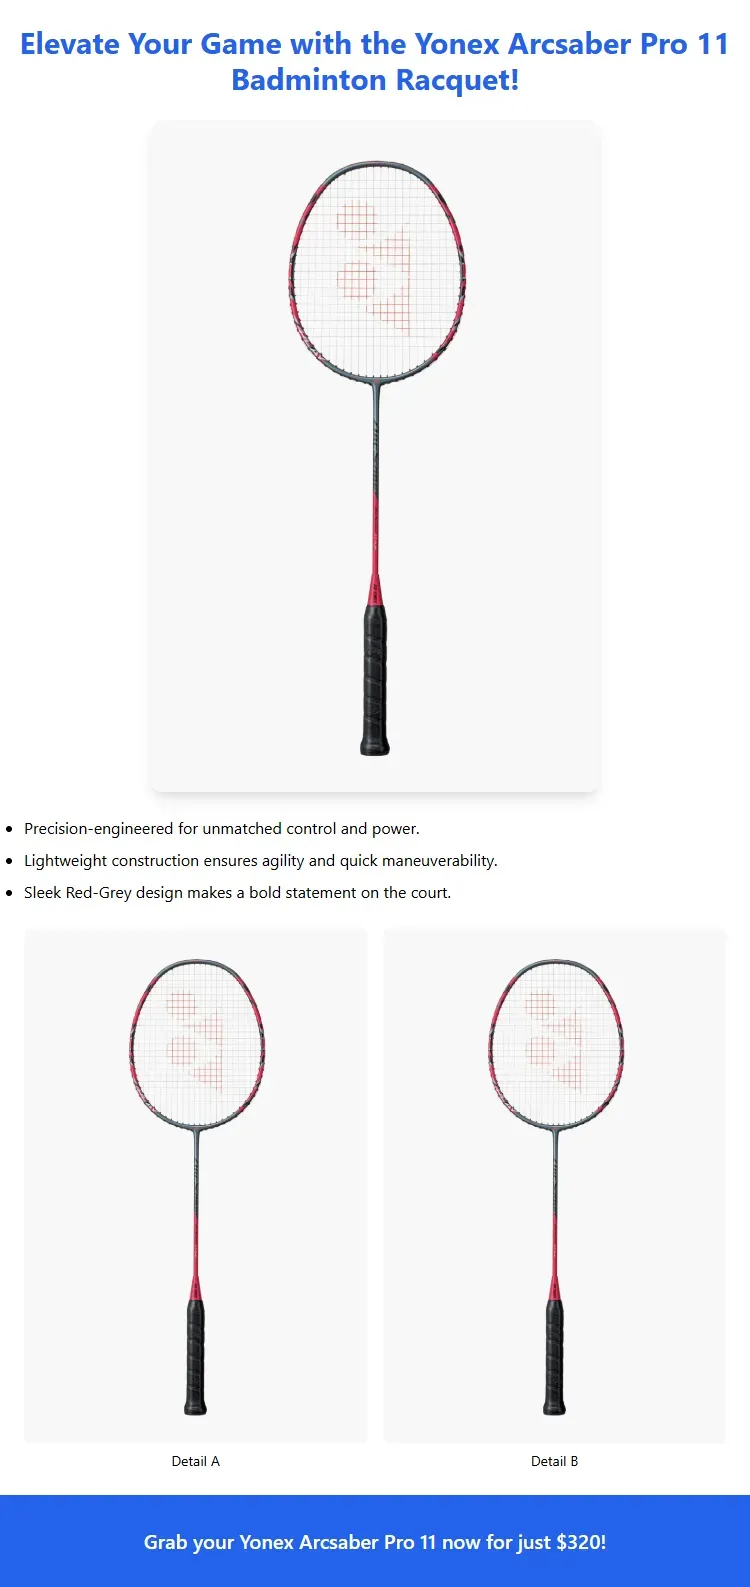 Elevate Your Game with the Yonex Arcsaber Pro 11
Badminton Racquet!
Precision-engineered for unmatched control and power.
Lightweight construction ensures agility and quick maneuverability.
Sleek Red-Grey design makes a bold statement on the court.
Detail A
Detail B
Grab your Yonex Arcsaber Pro 11 now for just $320!